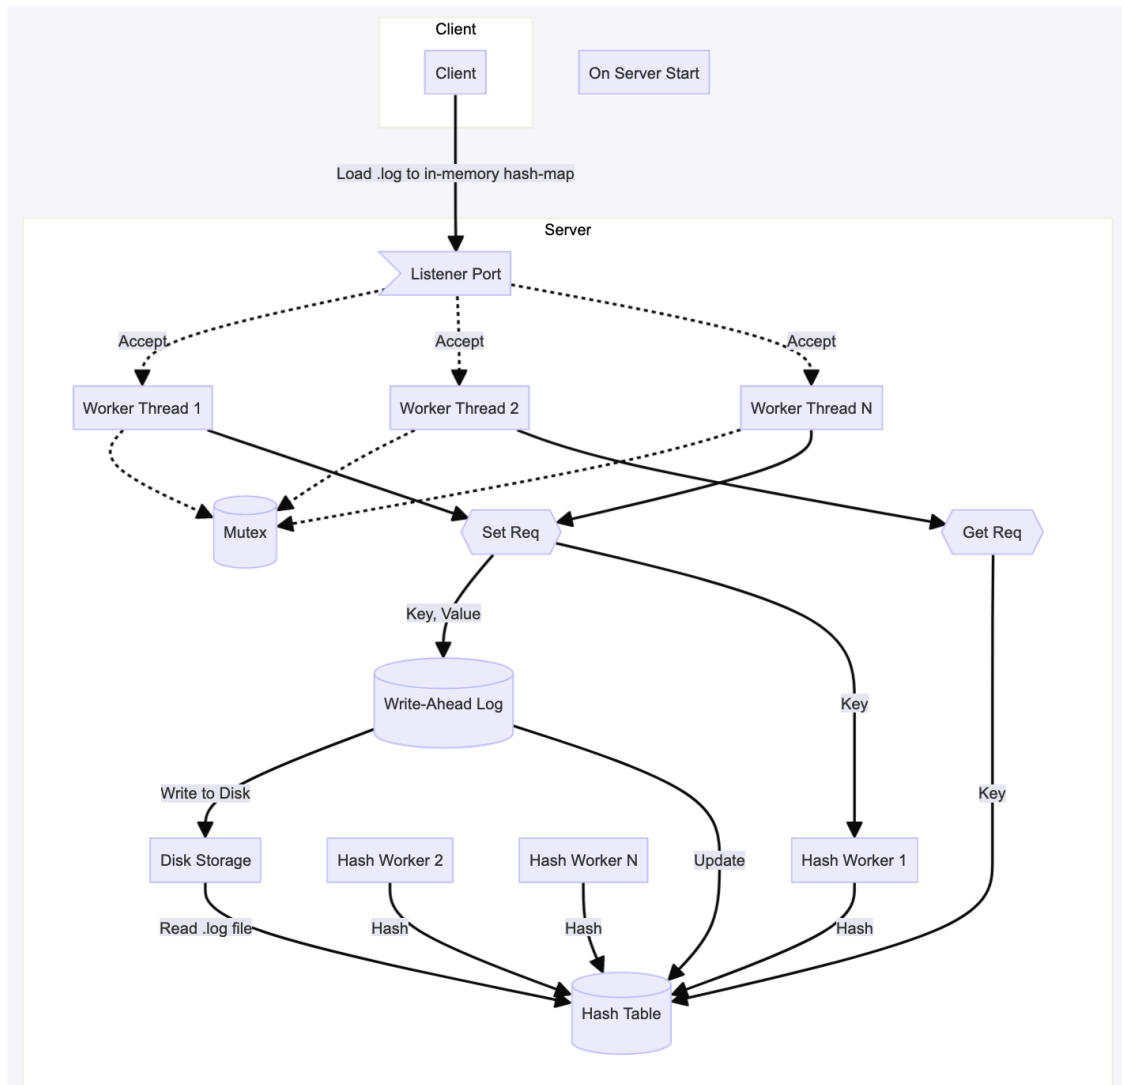 Client
Client
On Server Start
Load .log to in-memory hash-map
Server
Listener Port
Accept
Accept
Accept
Worker Thread 1
Worker Thread 2
Worker Thread N
Mutex
Set Req
Get Req
Key, Value
Write-Ahead Log
Key
Write to Disk
Key
Disk Storage
Hash Worker 2
Hash Worker N
Update
Hash Worker 1
Read .log file
Hash
Hash
Hash
Hash Table